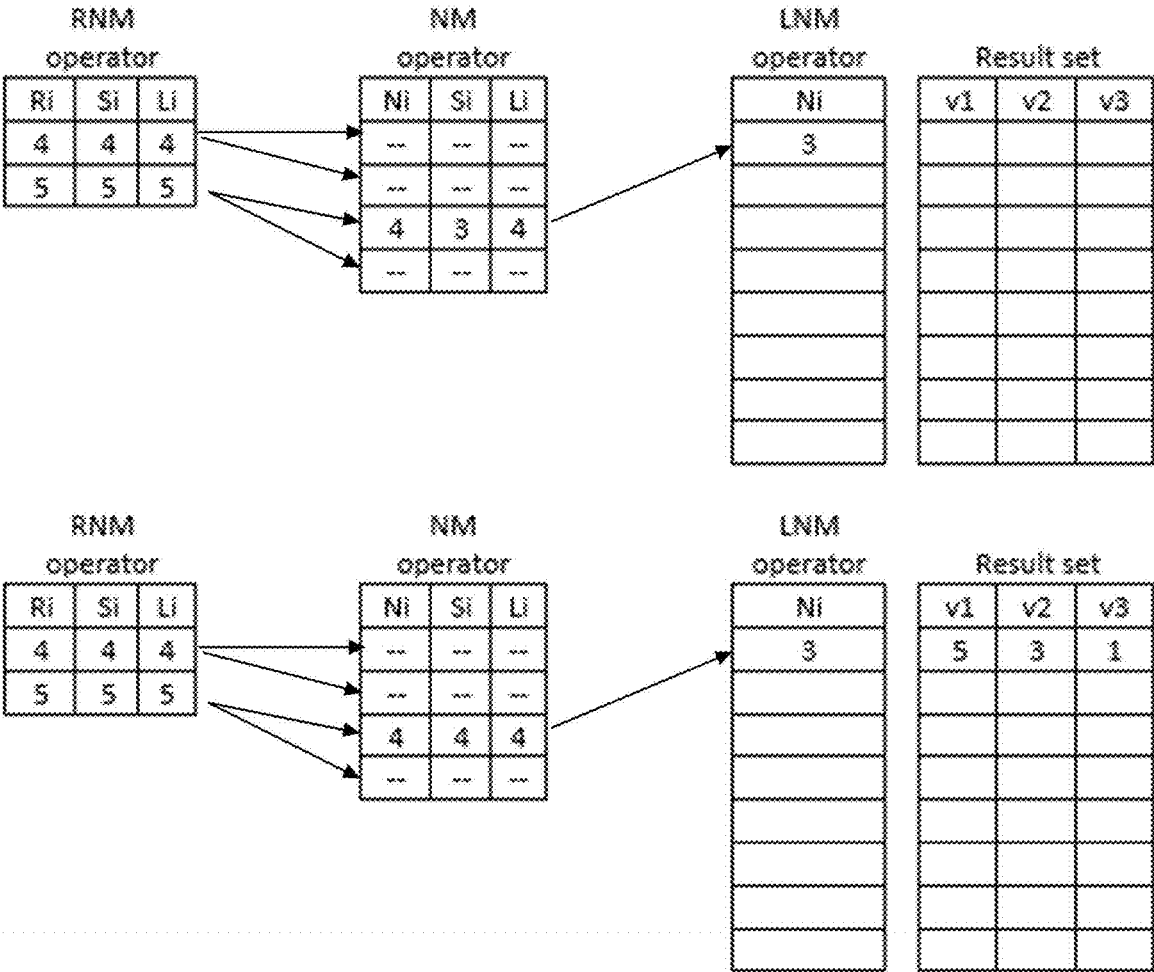 RNM NM LNM
operator operator operator Result set
Ri Si Li Ni Si Li Ni v1 v2 v3
4 4 4 -- -- -- 3
5 5 5 -- -- --
4 3 4
-- -- --
RNM NM LNM
operator operator operator Result set
Ri Si Li Ni Si Li Ni v1 v2 v3
4 4 4 -- -- -- 3 5 3 1
5 5 5 -- -- --
4 4 4
-- -- --